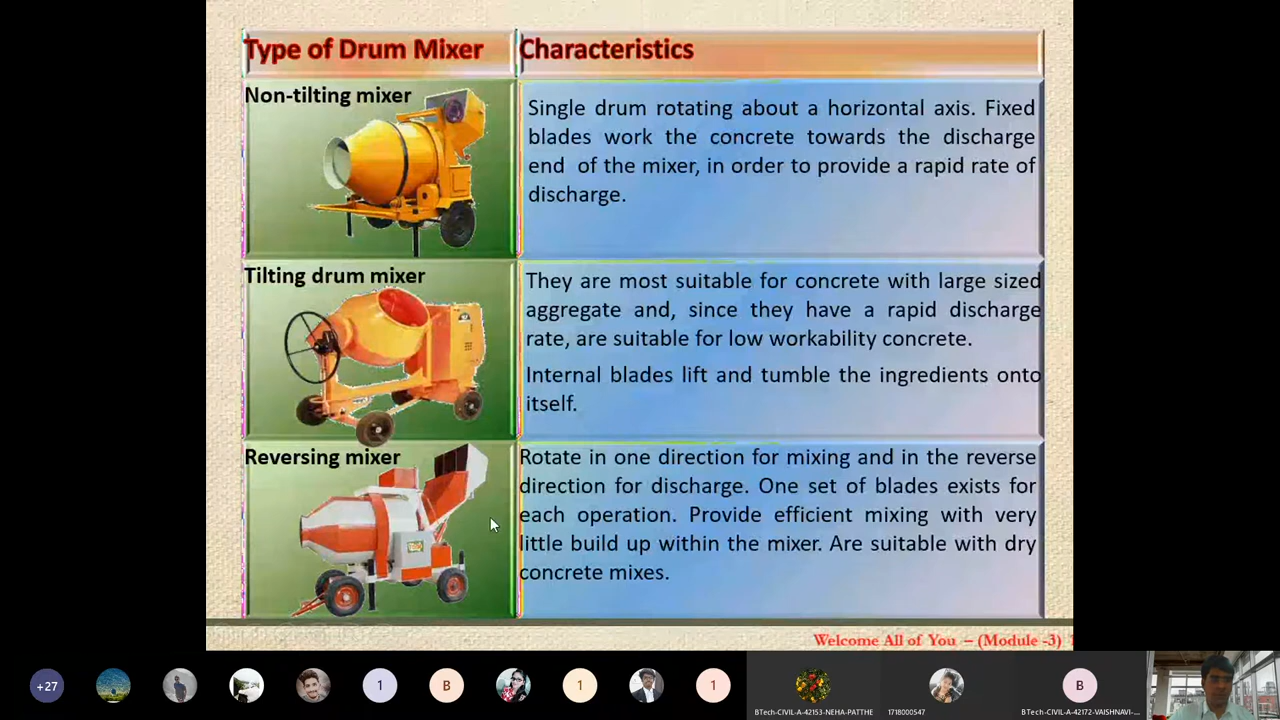 Type of Drum Mixer
Characteristics
Non-tilting mixer
Single drum rotating about a horizontal axis. Fixed
blades work the concrete towards the discharge
end of the mixer, in order to provide a rapid rate of
discharge.
Tilting drum mixer
They are most suitable for concrete with large sized
aggregate and, since they have a rapid discharge
rate, are suitable for low workability concrete.
Internal blades lift and tumble the ingredients onto
itself.
Reversing mixer
Rotate in one direction for mixing and in the reverse
direction for discharge. One set of blades exists for
each operation. Provide efficient mixing with very
little build up within the mixer. Are suitable with dry
concrete mixes.
Welcome All of You – (Module -3)
+27
1
B
1
1
B
BTech-CIVIL-A-42153-NEHA-PATTHE
1718000547
BTech-CIVIL-A-42172-VAISHNAVI-...